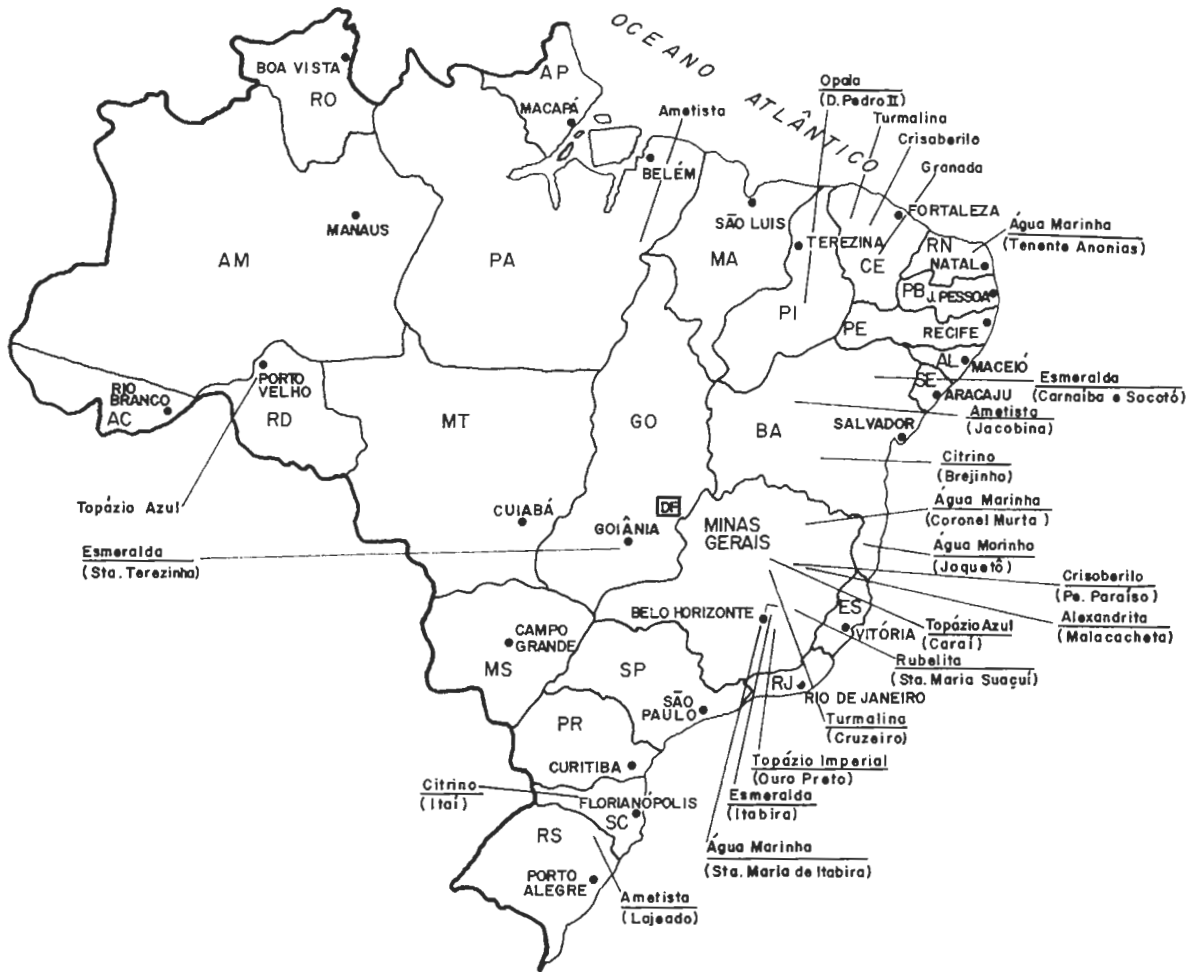 OCEANO ATLÂNTICO
BOA VISTA
RO
AP
MACAPÁ
Ametista
Opala
(D. Pedro II)
Turmalina
Crisaberilo
Granada
BELÉM
SÃO LUIS
FORTALEZA
TEREZINA
Água Marinha
(Tenente Anonias)
MANAUS
AM
PA
MA
CE
RN
NATAL
PB
J. PESSOA
PI
PE
RECIFE
AL
MACEIÓ
SE
ARACAJU
Esmeralda
(Carnaíba e Socotó)
Ametista
(Jacobina)
PORTO
VELHO
RIO
BRANCO
AC
RD
MT
GO
BA
SALVADOR
Citrino
(Brejinho)
Topázio Azul
CUIABÁ
DF
GOIÂNIA
MINAS
GERAIS
Água Marinha
(Coronel Murta)
Esmeralda
(Sta. Terezinha)
Água Marinha
(Jaquetô)
Crisoberilo
(Pe. Paraíso)
ES
BELO HORIZONTE
Alexandrita
(Malacacheta)
VITÓRIA
Topázio Azul
(Caraí)
CAMPO
GRANDE
MS
SP
Rubelita
(Sta. Maria Suaçuí)
RJ
RIO DE JANEIRO
SÃO
PAULO
Turmalina
(Cruzeiro)
PR
CURITIBA
Topázio Imperial
(Ouro Preto)
Citrino
(Itaí)
FLORIANÓPOLIS
SC
Esmeralda
(Itabira)
RS
Água Marinha
(Sta. Maria de Itabira)
PORTO
ALEGRE
Ametista
(Lajeado)